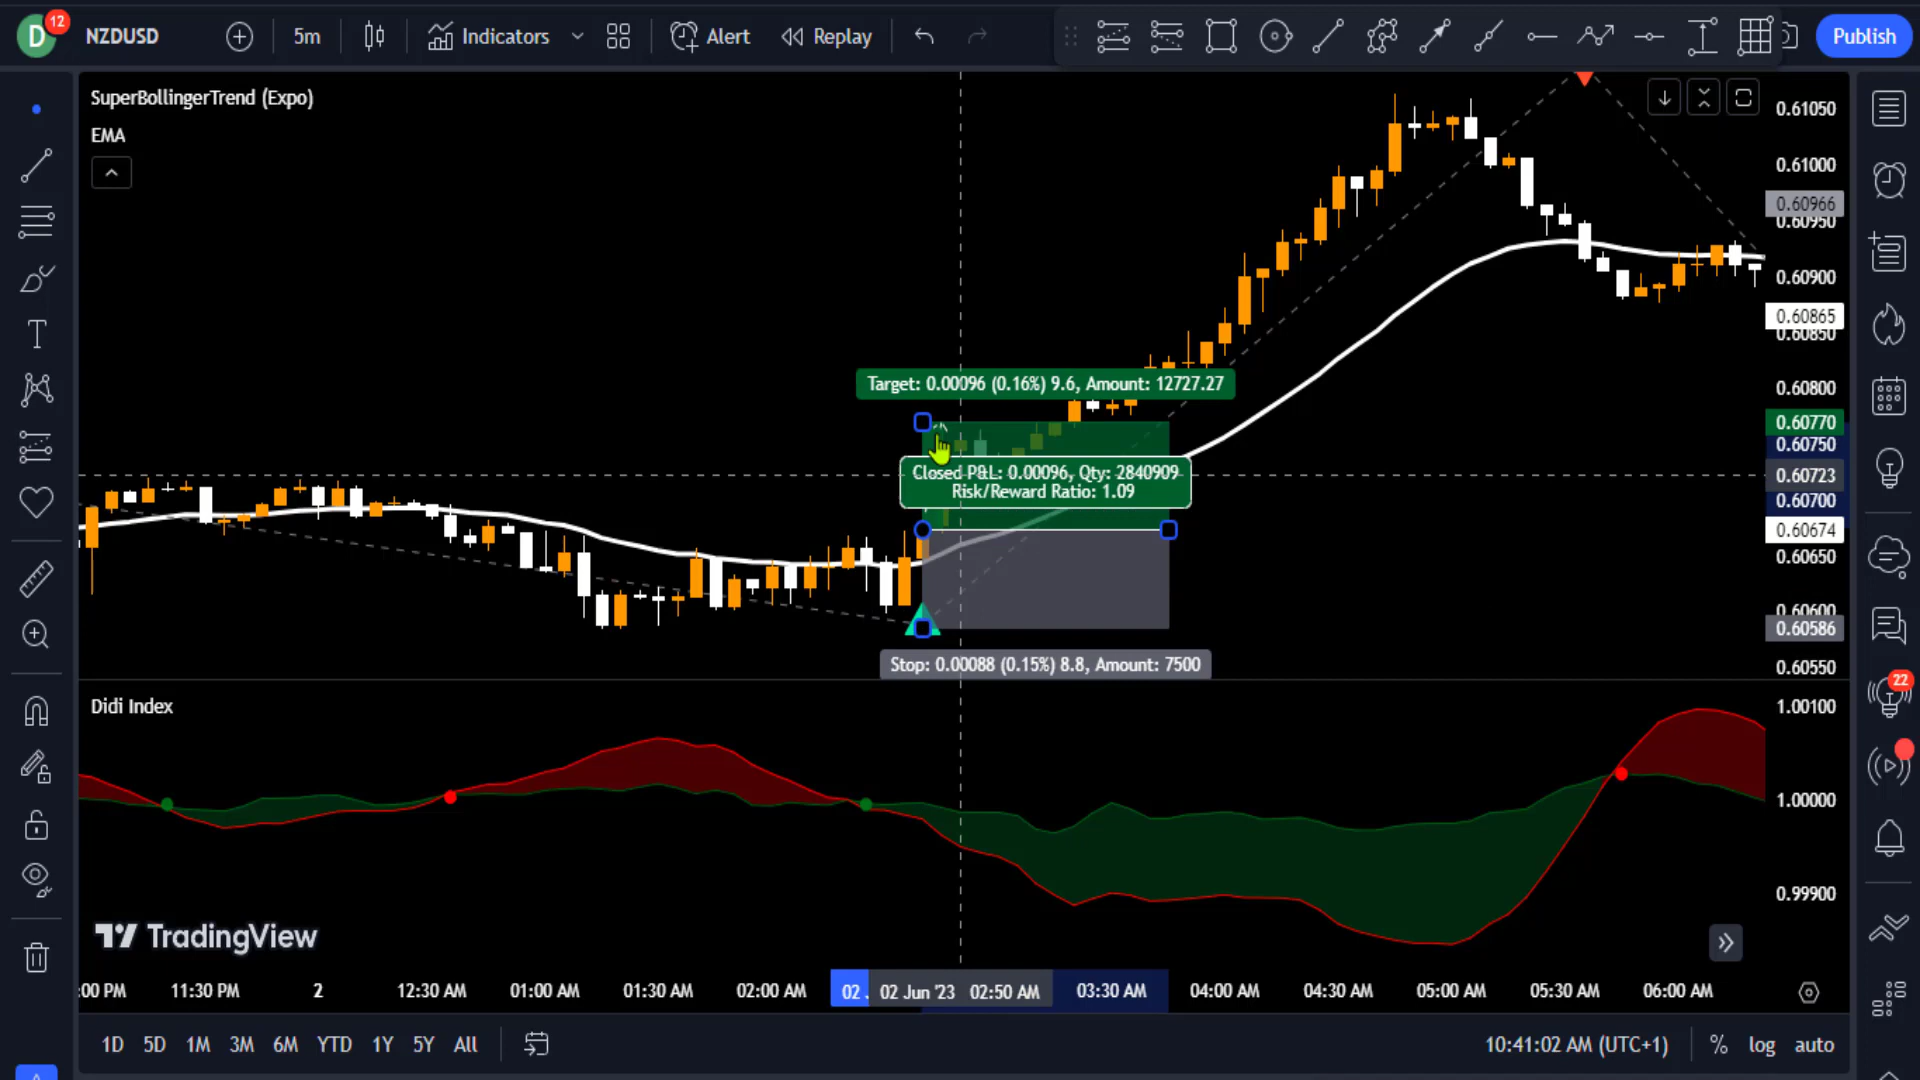 D
12
NZDUSD
5m
Indicators
Alert
Replay
Publish
SuperBollingerTrend (Expo)
EMA
0.61050
0.61000
0.60966
0.60950
0.60900
0.60865
0.60850
0.60800
0.60770
0.60750
0.60723
0.60700
0.60674
0.60650
0.60600
0.60586
0.60550
Target: 0.00096 (0.16%) 9.6, Amount: 12727.27
Closed P&L: 0.00096, Qty: 2840909
Risk/Reward Ratio: 1.09
Stop: 0.00088 (0.15%) 8.8, Amount: 7500
Didi Index
1.00100
1.00000
0.99900
22
TradingView
:00 PM
11:30 PM
2
12:30 AM
01:00 AM
01:30 AM
02:00 AM
02 .
02 Jun '23 02:50 AM
03:30 AM
04:00 AM
04:30 AM
05:00 AM
05:30 AM
06:00 AM
1D
5D
1M
3M
6M
YTD
1Y
5Y
All
10:41:02 AM (UTC+1)
%
log
auto